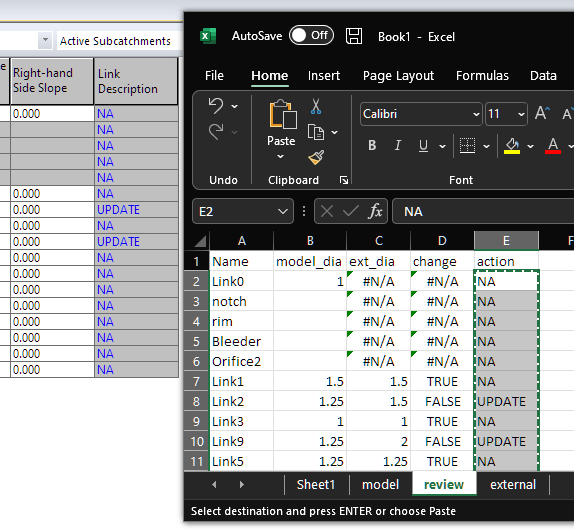 Active Subcatchments
e
Right-hand Side Slope
Link Description
0.000 NA
NA
NA
NA
NA
0.000 NA
0.000 UPDATE
0.000 NA
0.000 UPDATE
0.000 NA
0.000 NA
0.000 NA
0.000 NA
0.000 NA
0.000 NA
0.000 NA
0.000 NA
AutoSave Off Book1 - Excel
File Home Insert Page Layout Formulas Data
Paste
Calibri 11 A A
B I U A
Undo Clipboard Font
E2 fx NA
A B C D E F
1 Name model_dia ext_dia change action
2 Link0 1 #N/A #N/A NA
3 notch #N/A #N/A NA
4 rim #N/A #N/A NA
5 Bleeder #N/A #N/A NA
6 Orifice2 #N/A #N/A NA
7 Link1 1.5 1.5 TRUE NA
8 Link2 1.25 1.5 FALSE UPDATE
9 Link3 1 1 TRUE NA
10 Link9 1.25 2 FALSE UPDATE
11 Link5 1.25 1.25 TRUE NA
Sheet1 model review external
Select destination and press ENTER or choose Paste